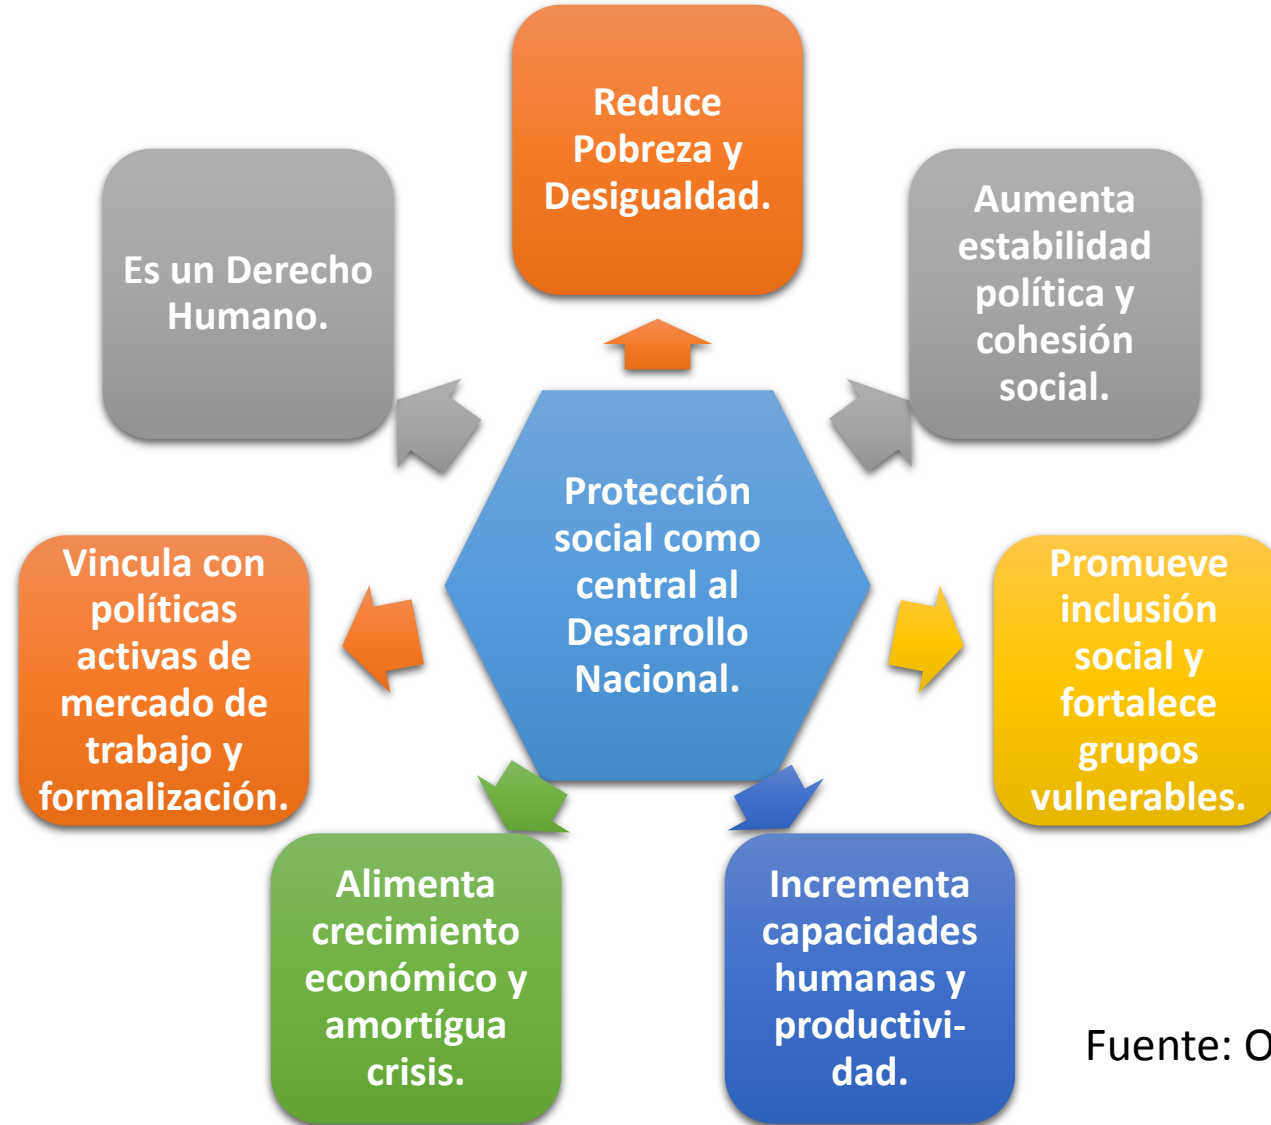 Reduce
Pobreza y
Desigualdad.
Aumenta
estabilidad
política y
cohesión
social.
Promueve
inclusión
social y
fortalece
grupos
vulnerables.
Incrementa
capacidades
humanas y
productivi-
dad.
Alimenta
crecimiento
económico y
amortígua
crisis.
Vincula con
políticas
activas de
mercado de
trabajo y
formalización.
Es un Derecho
Humano.
Protección
social como
central al
Desarrollo
Nacional.
Fuente: